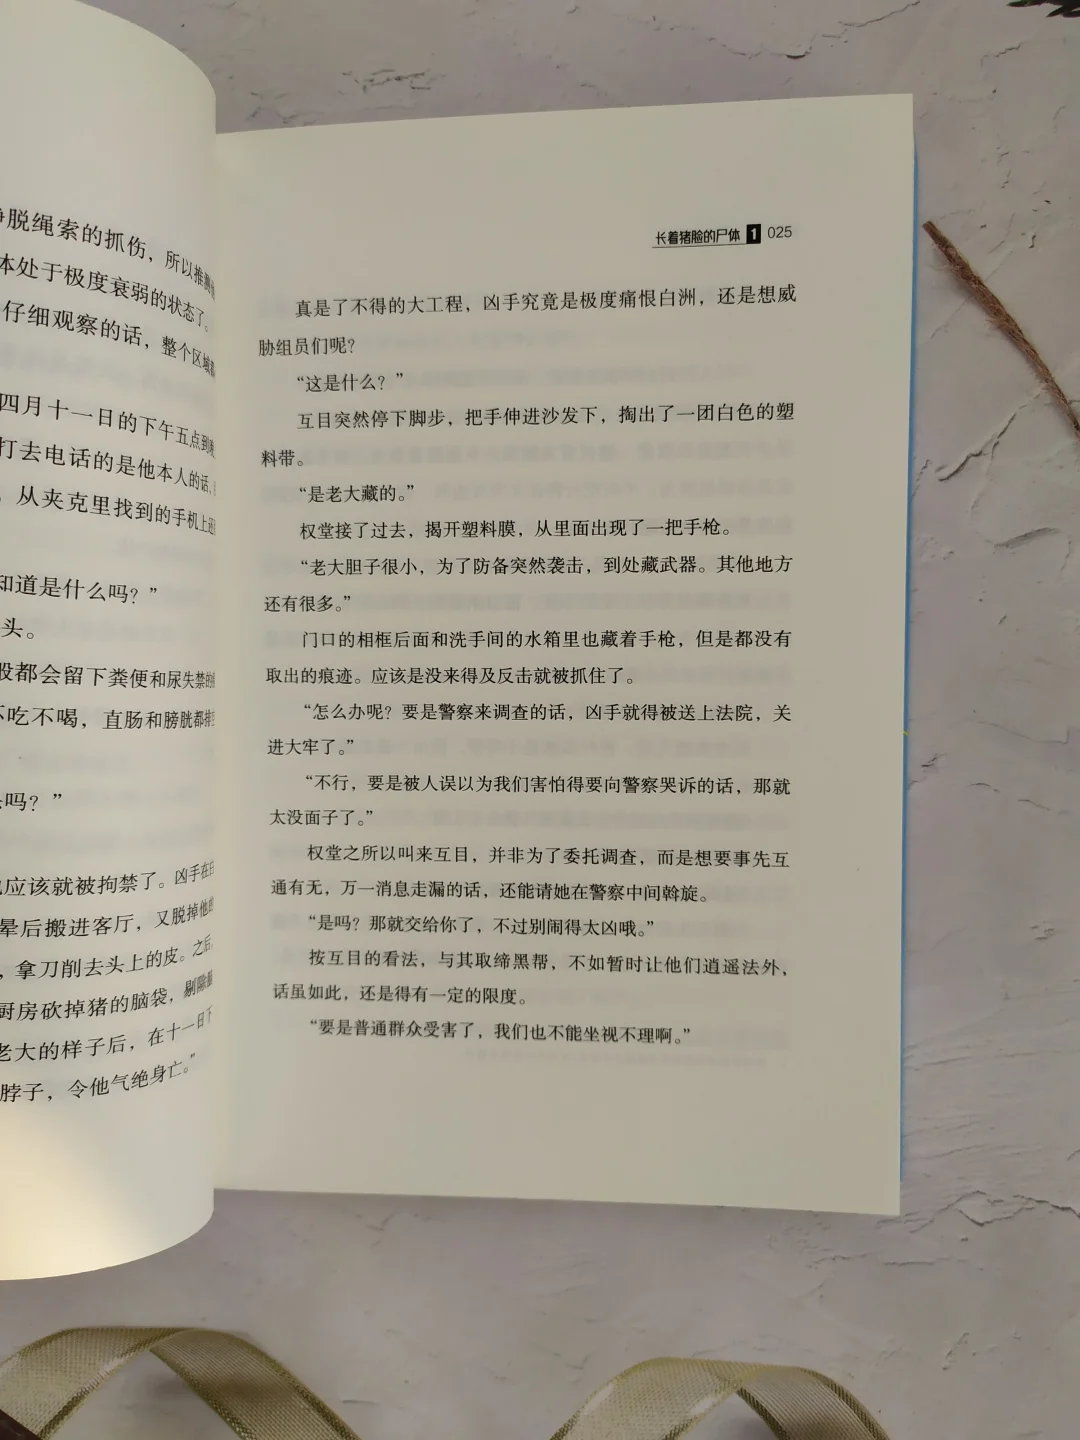 脱绳索的抓伤，所以推测
体处于极度衰弱的状态了。
仔细观察的话，整个区域
四月十一日的下午五点到
打去电话的是他本人的话，
从夹克里找到的手机上
知道是什么吗？”
头。
股都会留下粪便和尿失禁的
不吃不喝，直肠和膀胱都排
吗？”
应该就被拘禁了。凶手在
晕后搬进客厅，又脱掉他的
，拿刀削去头上的皮。之后，
厨房砍掉猪的脑袋，剔除
老大的样子后，在十一日下
脖子，令他气绝身亡。”
长着猪脸的尸体 1 025
真是了不得的大工程，凶手究竟是极度痛恨白洲，还是想威
胁组员们呢？
“这是什么？”
互目突然停下脚步，把手伸进沙发下，掏出了一团白色的塑
料带。
“是老大藏的。”
权堂接了过去，揭开塑料膜，从里面出现了一把手枪。
“老大胆子很小，为了防备突然袭击，到处藏武器。其他地方
还有很多。”
门口的相框后面和洗手间的水箱里也藏着手枪，但是都没有
取出的痕迹。应该是没来得及反击就被抓住了。
“怎么办呢？要是警察来调查的话，凶手就得被送上法院，关
进大牢了。”
“不行，要是被人误以为我们害怕得要向警察哭诉的话，那就
太没面子了。”
权堂之所以叫来互目，并非为了委托调查，而是想要事先互
通有无，万一消息走漏的话，还能请她在警察中间斡旋。
“是吗？那就交给你了，不过别闹得太凶哦。”
按互目的看法，与其取缔黑帮，不如暂时让他们逍遥法外，
话虽如此，还是得有一定的限度。
“要是普通群众受害了，我们也不能坐视不理啊。”